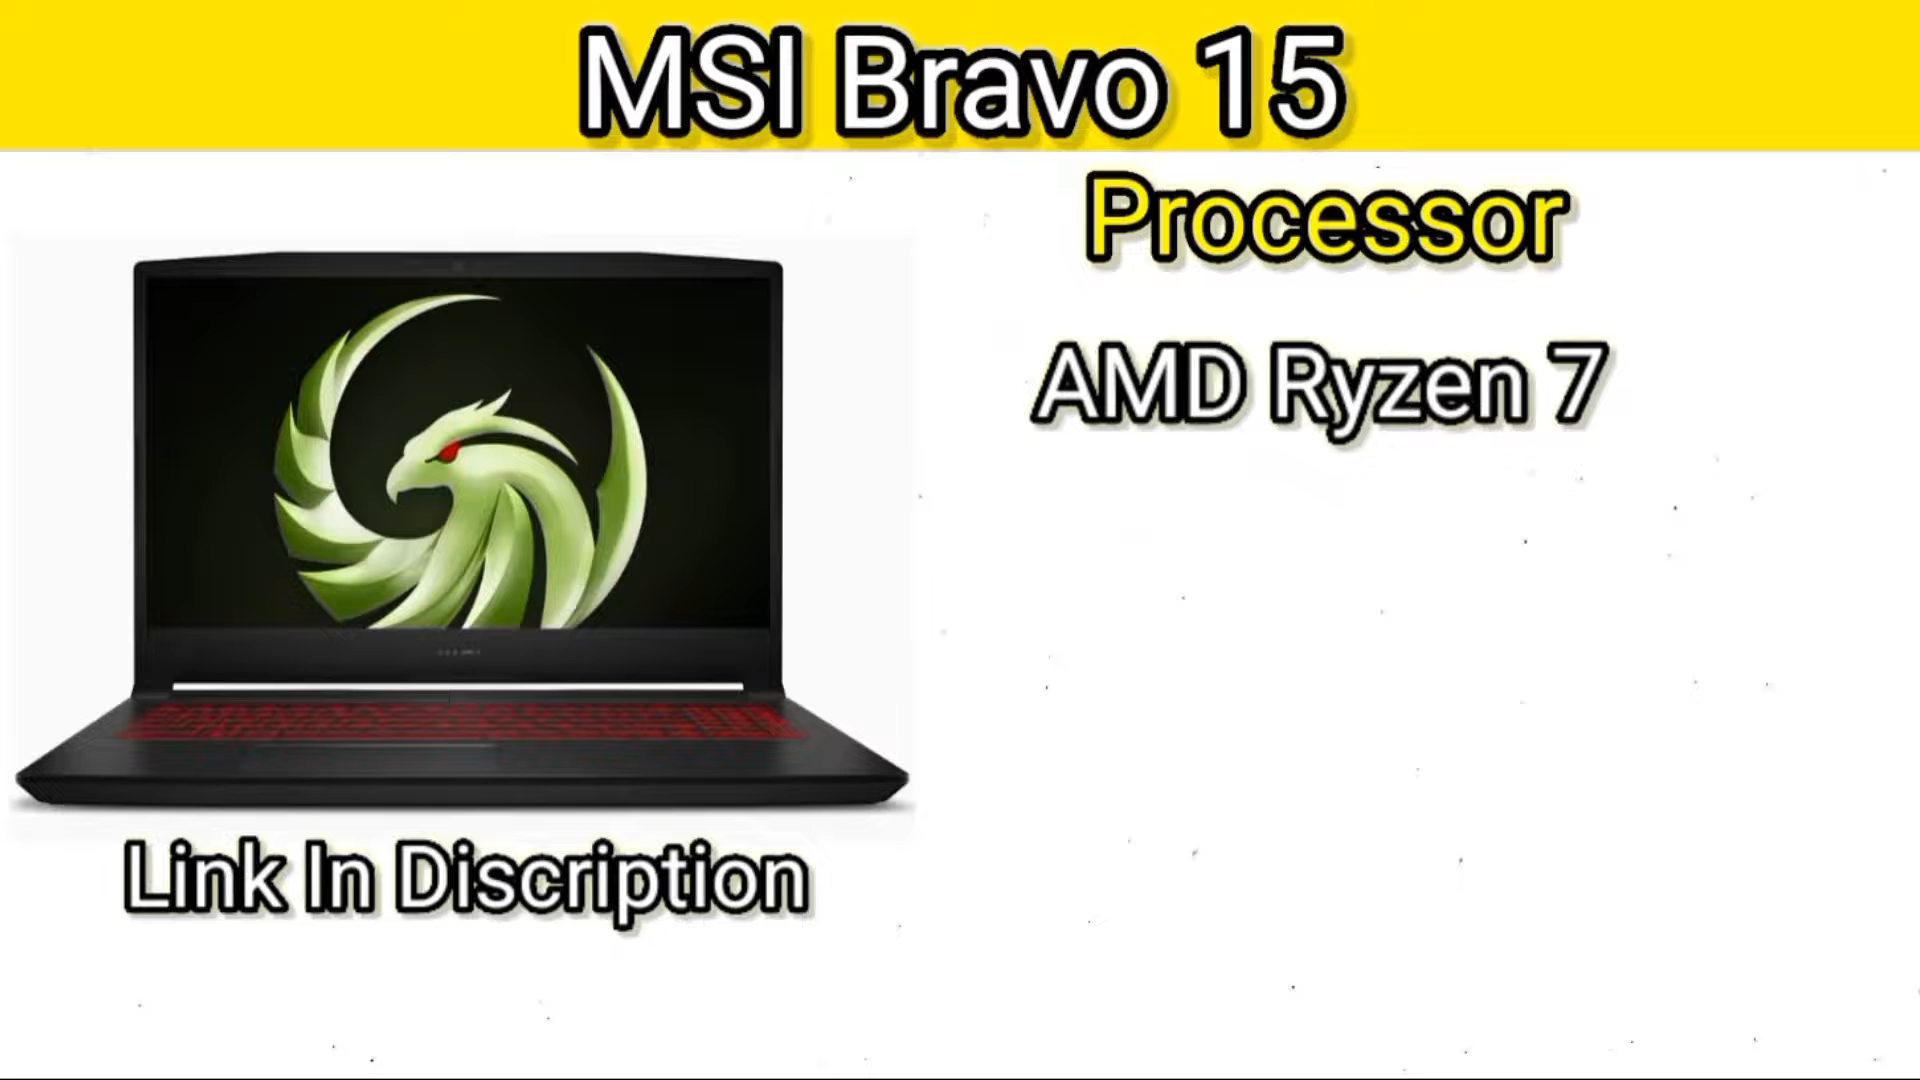 MSI Bravo 15
Processor
AMD Ryzen 7
Link In Discription